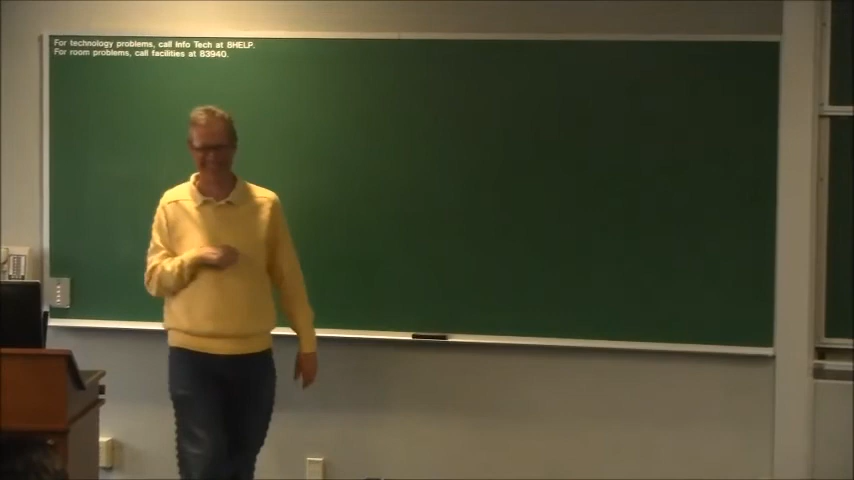 For technology problems, call Info Tech at 8HELP.
For room problems, call facilities at 83940.